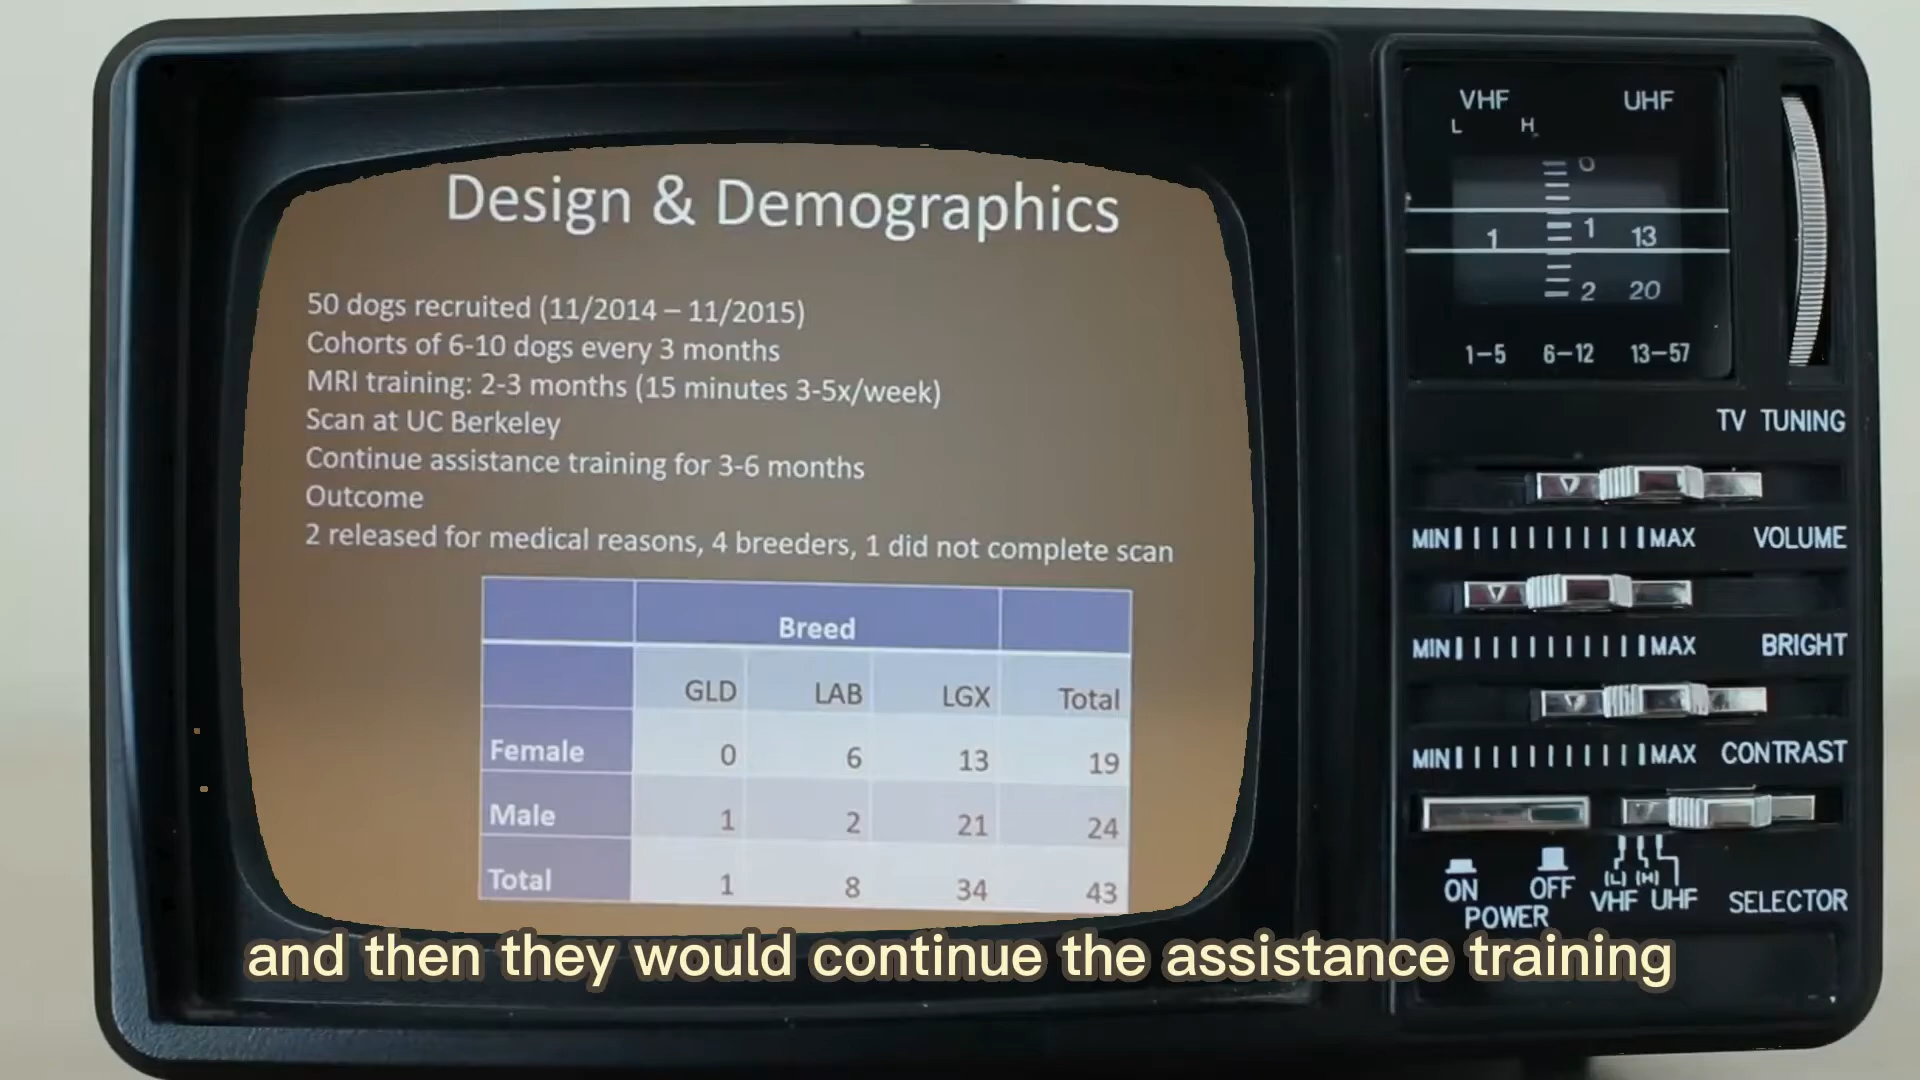 Design & Demographics
50 dogs recruited (11/2014 – 11/2015)
Cohorts of 6-10 dogs every 3 months
MRI training: 2-3 months (15 minutes 3-5x/week)
Scan at UC Berkeley
Continue assistance training for 3-6 months
Outcome
2 released for medical reasons, 4 breeders, 1 did not complete scan
Breed
GLD LAB LGX Total
Female 0 6 13 19
Male 1 2 21 24
Total 1 8 34 43
and then they would continue the assistance training
VHF UHF
L H
0
1 1 13
2 20
1-5 6-12 13-57
TV TUNING
MIN MAX VOLUME
MIN MAX BRIGHT
MIN MAX CONTRAST
ON OFF
POWER
(L) (H)
VHF UHF
SELECTOR